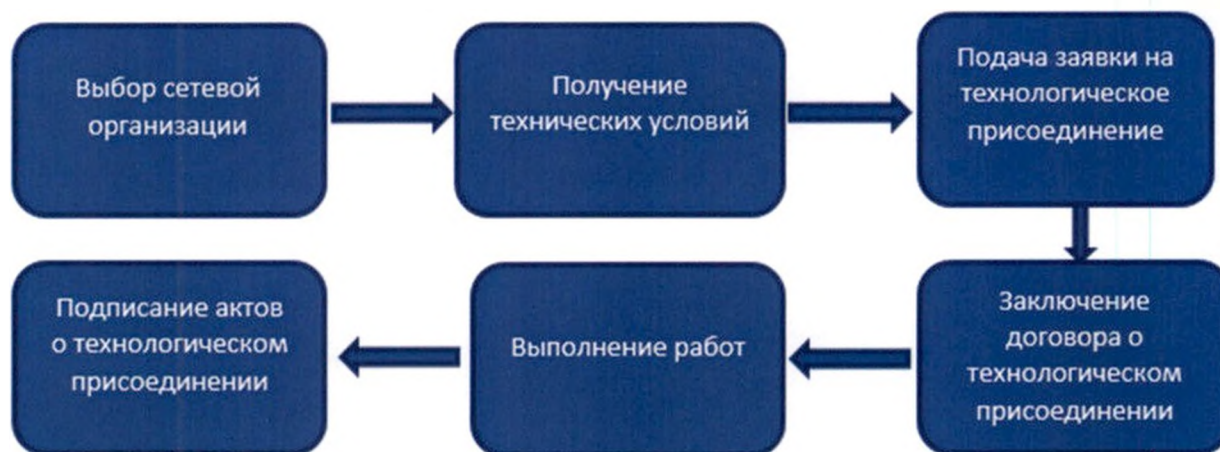 Выбор сетевой
организации
Получение
технических условий
Подача заявки на
технологическое
присоединение
Заключение
договора о
технологическом
присоединении
Выполнение работ
Подписание актов
о технологическом
присоединении